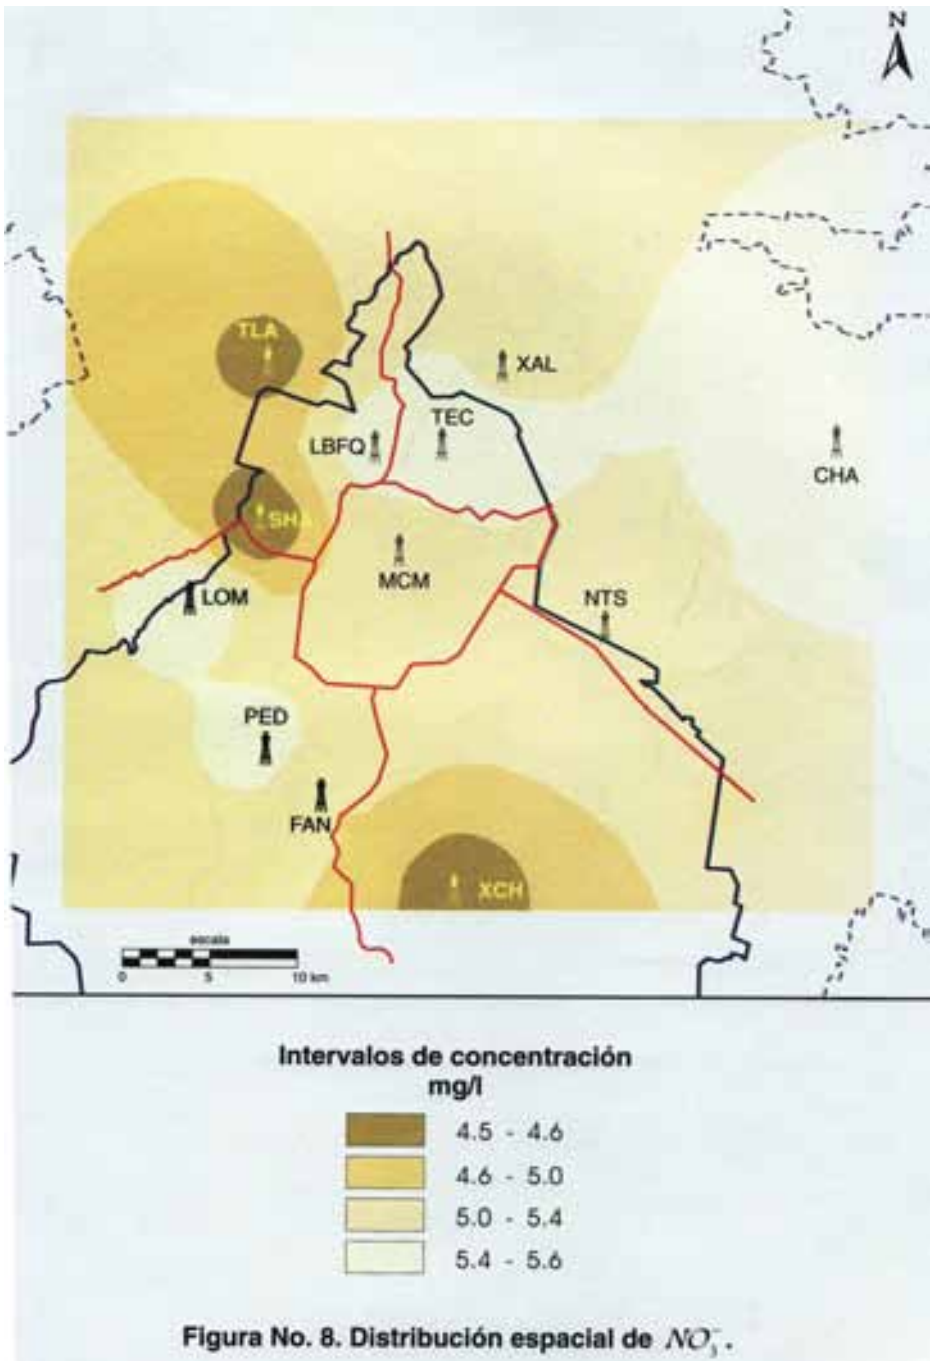 N
TLA
XAL
TEC
LBFQ
CHA
SHA
MCM
LOM
NTS
PED
FAN
XCH
escala
0 5 10 km
Intervalos de concentración
mg/l
4.5 - 4.6
4.6 - 5.0
5.0 - 5.4
5.4 - 5.6
Figura No. 8. Distribución espacial de NO₃⁻.